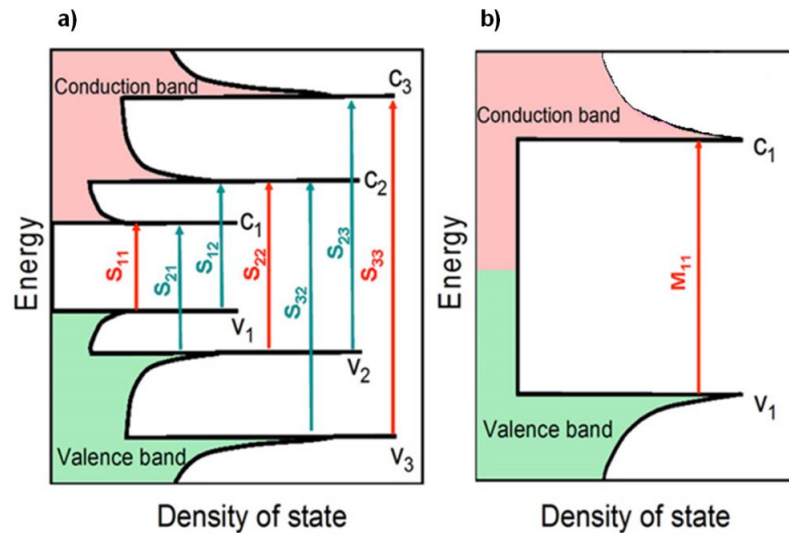 a)
Conduction band
C₃
C₂
C₁
S₁₁
S₂₁
S₁₂
S₂₂
S₃₂
S₂₃
S₃₃
V₁
V₂
V₃
Valence band
Energy
Density of state
b)
Conduction band
C₁
M₁₁
V₁
Valence band
Energy
Density of state